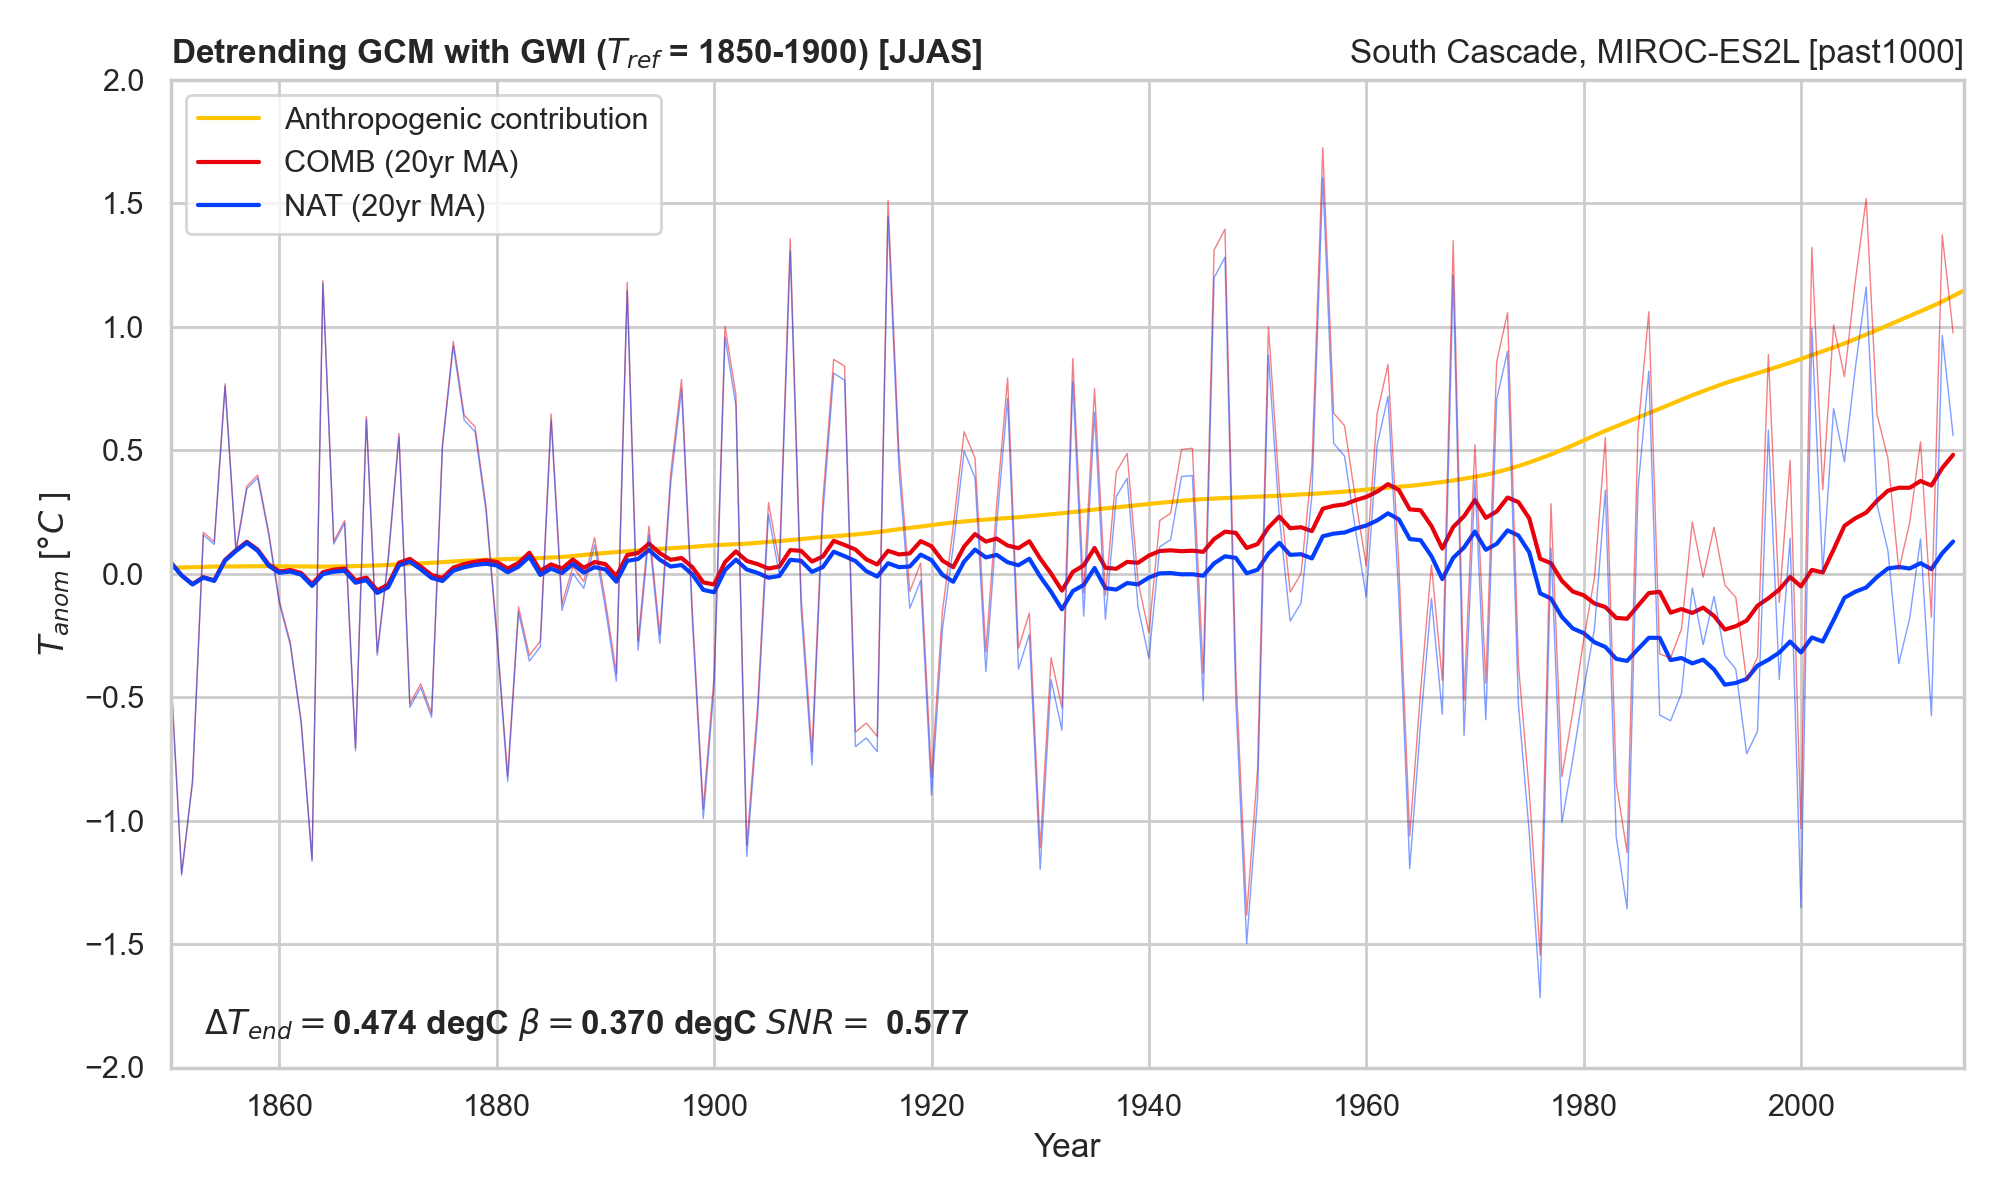 Detrending GCM with GWI (T_ref = 1850-1900) [JJAS]
South Cascade, MIROC-ES2L [past1000]
Anthropogenic contribution
COMB (20yr MA)
NAT (20yr MA)
2.0
1.5
1.0
0.5
0.0
−0.5
−1.0
−1.5
−2.0
T_anom [°C]
ΔT_end = 0.474 degC β = 0.370 degC SNR = 0.577
1860 1880 1900 1920 1940 1960 1980 2000
Year